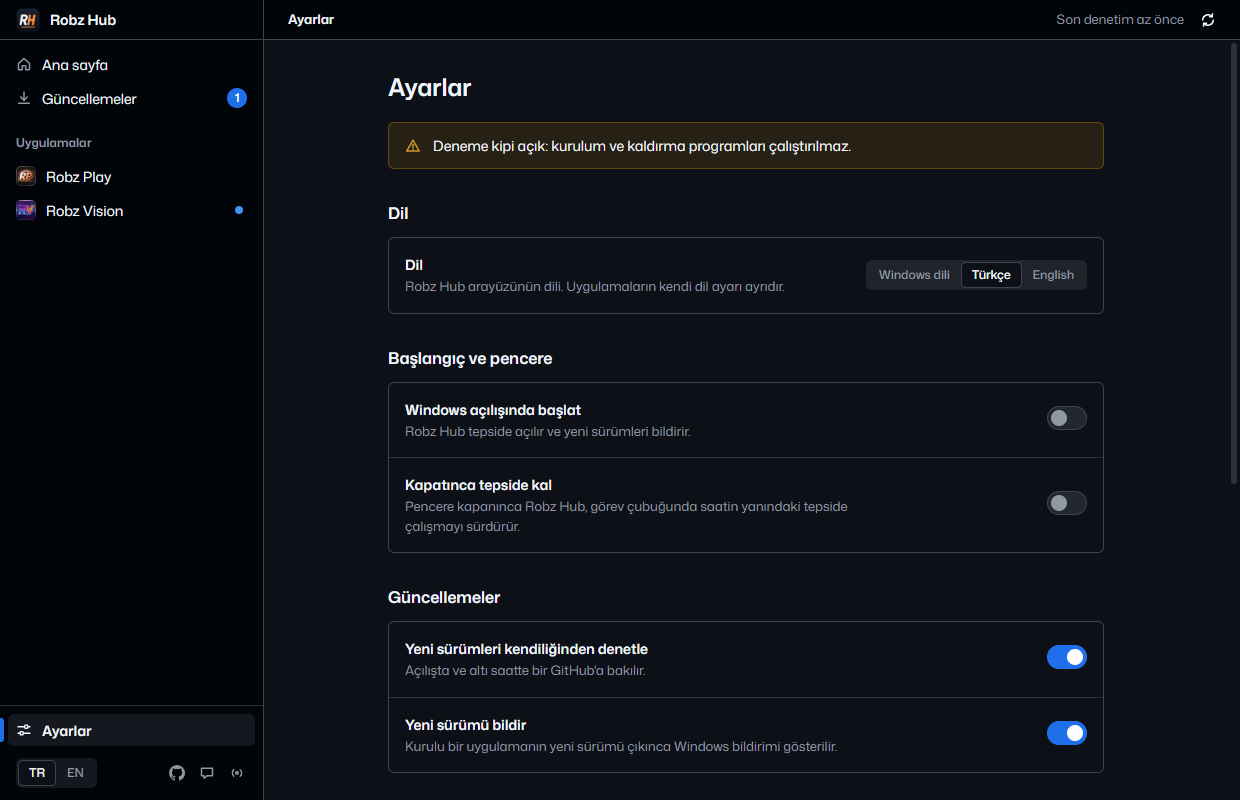 RH Robz Hub
Ayarlar
Son denetim az önce
Ana sayfa
Güncellemeler 1
Uygulamalar
RP Robz Play
RV Robz Vision
Ayarlar
TR EN
Ayarlar
Deneme kipi açık: kurulum ve kaldırma programları çalıştırılmaz.
Dil
Dil
Robz Hub arayüzünün dili. Uygulamaların kendi dil ayarı ayrıdır.
Windows dili Türkçe English
Başlangıç ve pencere
Windows açılışında başlat
Robz Hub tepside açılır ve yeni sürümleri bildirir.
Kapatınca tepside kal
Pencere kapanınca Robz Hub, görev çubuğunda saatin yanındaki tepside
çalışmayı sürdürür.
Güncellemeler
Yeni sürümleri kendiliğinden denetle
Açılışta ve altı saatte bir GitHub'a bakılır.
Yeni sürümü bildir
Kurulu bir uygulamanın yeni sürümü çıkınca Windows bildirimi gösterilir.